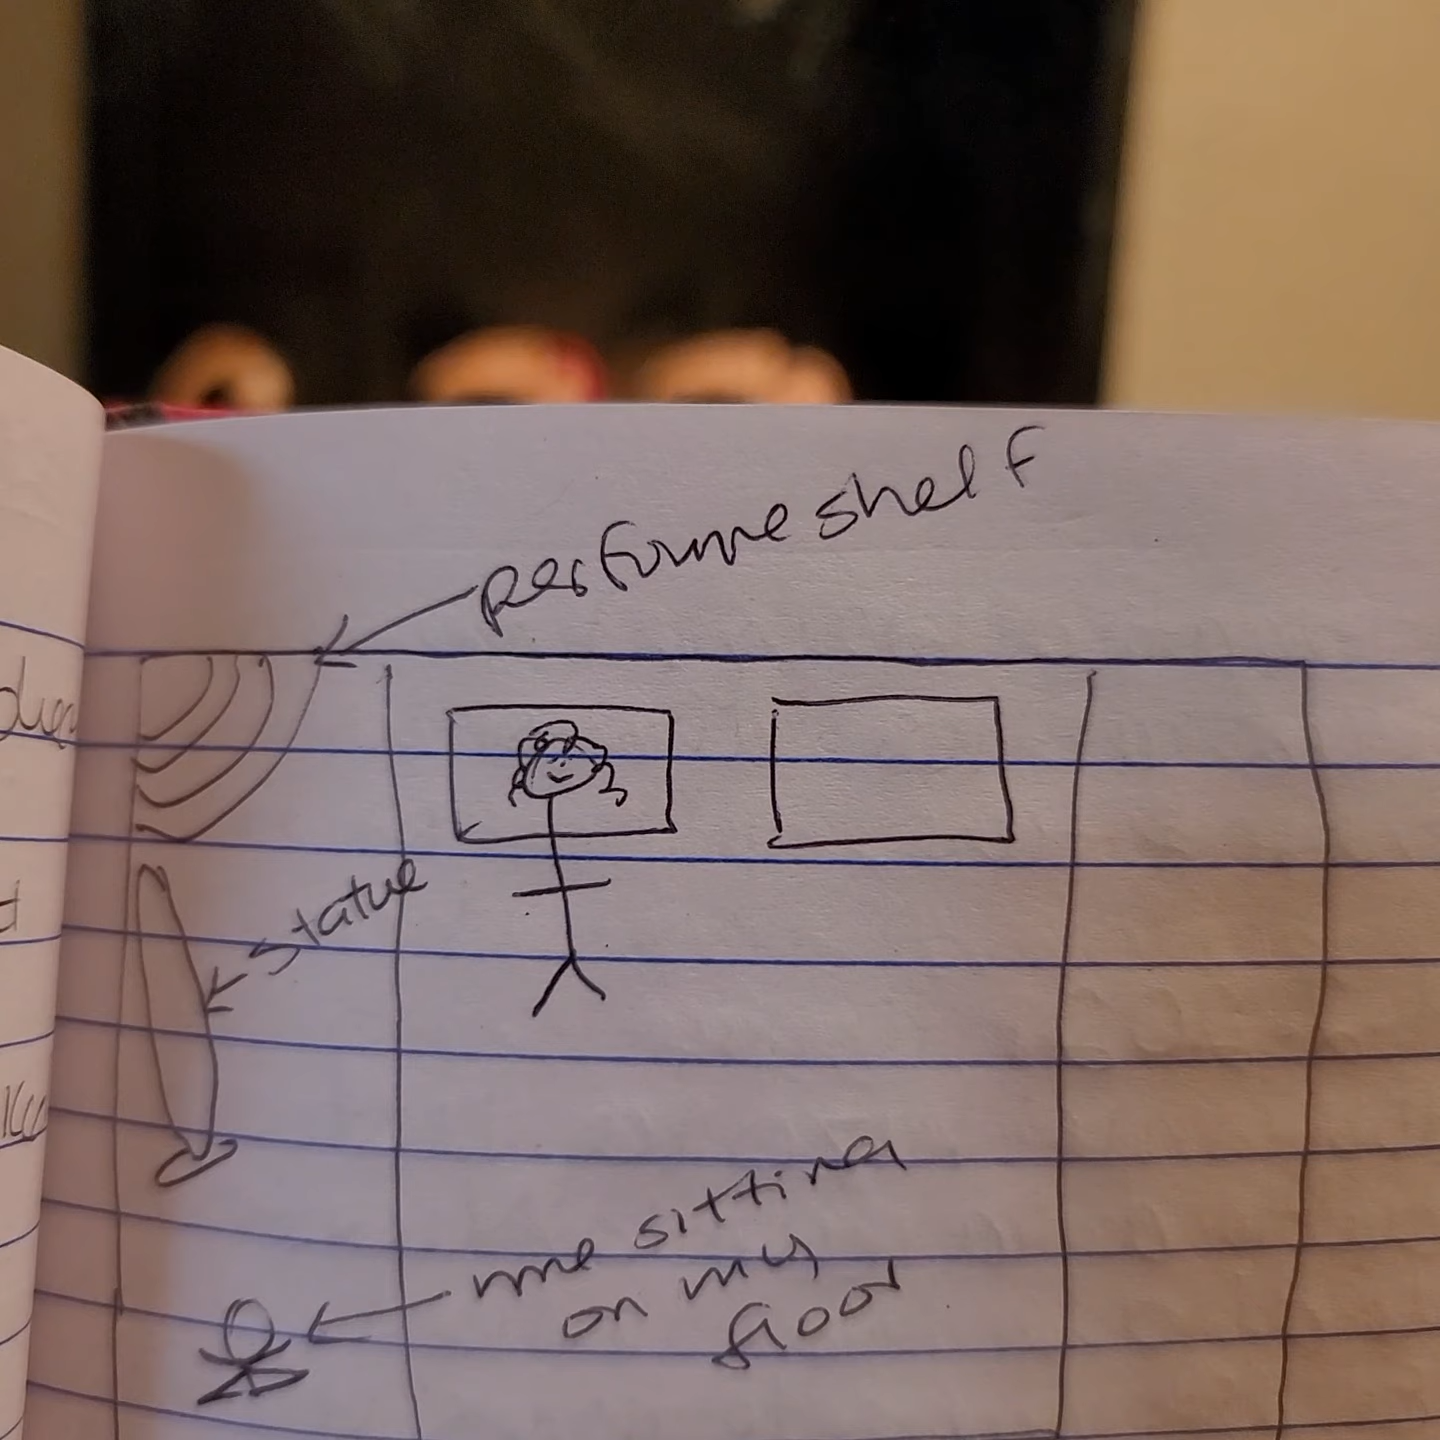 perfume shelf
statue
me sitting
on my
floor